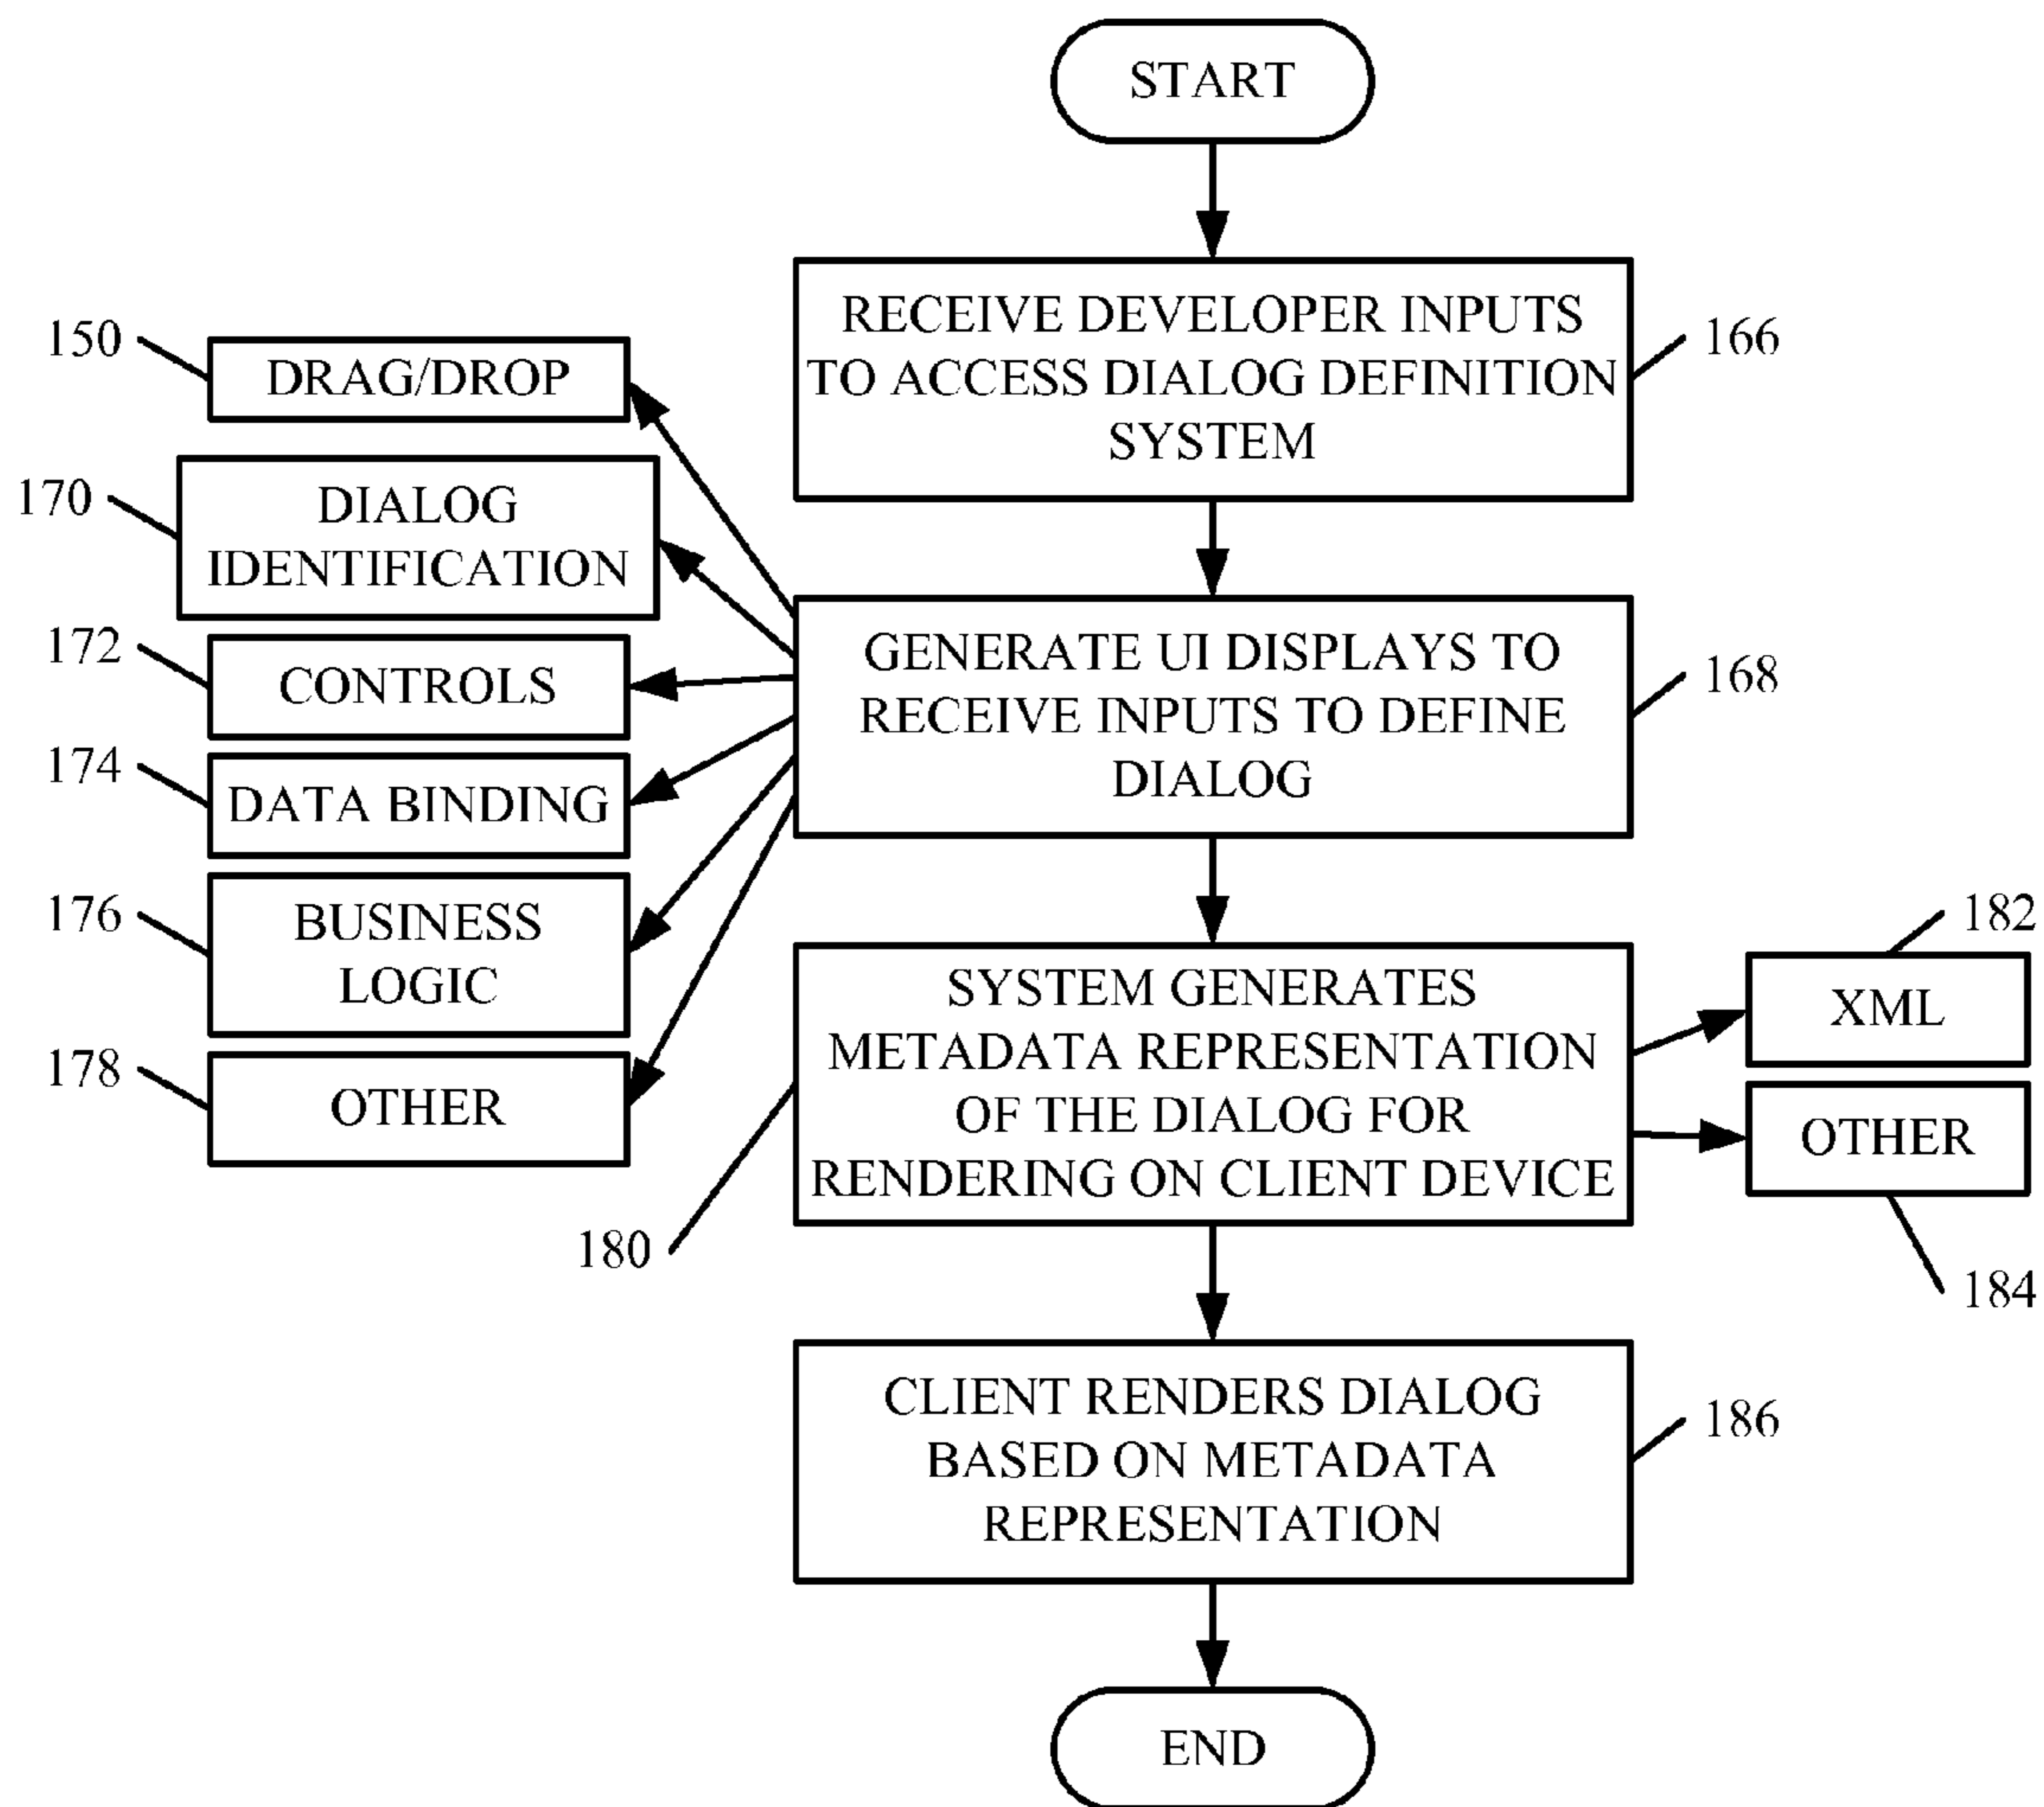 START
RECEIVE DEVELOPER INPUTS
TO ACCESS DIALOG DEFINITION
SYSTEM
166
150
DRAG/DROP
170
DIALOG
IDENTIFICATION
172
CONTROLS
174
DATA BINDING
176
BUSINESS
LOGIC
178
OTHER
GENERATE UI DISPLAYS TO
RECEIVE INPUTS TO DEFINE
DIALOG
168
SYSTEM GENERATES
METADATA REPRESENTATION
OF THE DIALOG FOR
RENDERING ON CLIENT DEVICE
180
182
XML
OTHER
184
CLIENT RENDERS DIALOG
BASED ON METADATA
REPRESENTATION
186
END